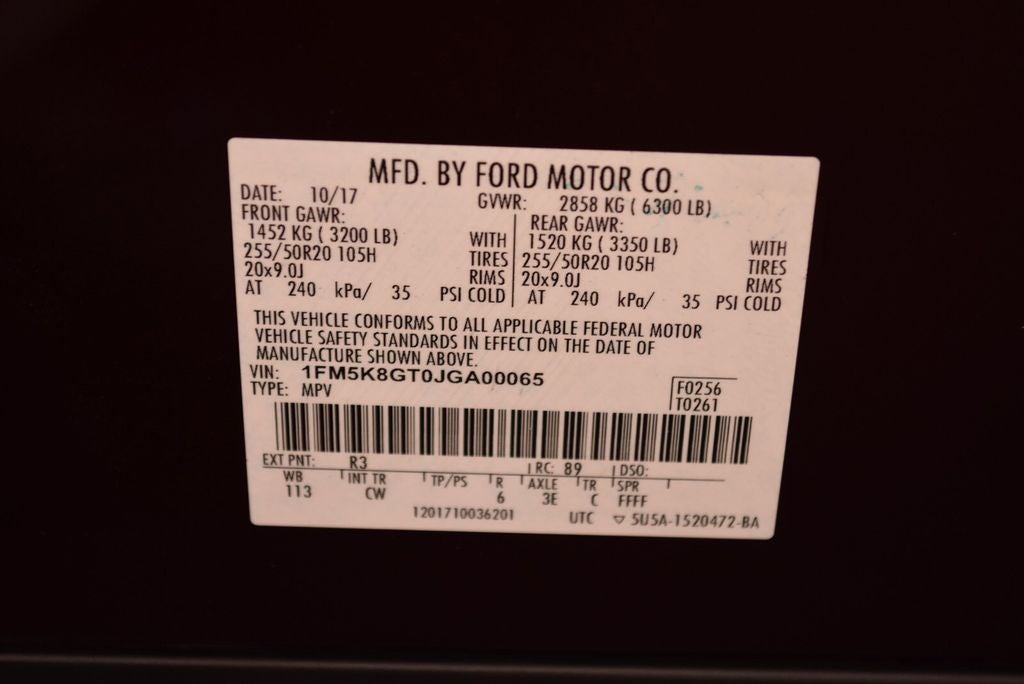 MFD. BY FORD MOTOR CO.
DATE: 10/17 GVWR: 2858 KG ( 6300 LB)
FRONT GAWR:
1452 KG ( 3200 LB) WITH
255/50R20 105H TIRES
20x9.0J RIMS
AT 240 kPa/ 35 PSI COLD
REAR GAWR:
1520 KG ( 3350 LB) WITH
255/50R20 105H TIRES
20x9.0J RIMS
AT 240 kPa/ 35 PSI COLD
THIS VEHICLE CONFORMS TO ALL APPLICABLE FEDERAL MOTOR
VEHICLE SAFETY STANDARDS IN EFFECT ON THE DATE OF
MANUFACTURE SHOWN ABOVE.
VIN: 1FM5K8GT0JGA00065
TYPE: MPV
F0256
T0261
EXT PNT: R3 RC: 89 DSO:
WB INT TR TP/PS R AXLE TR SPR
113 CW 6 3E C FFFF
1201710036201 UTC ▽ 5U5A-1520472-BA